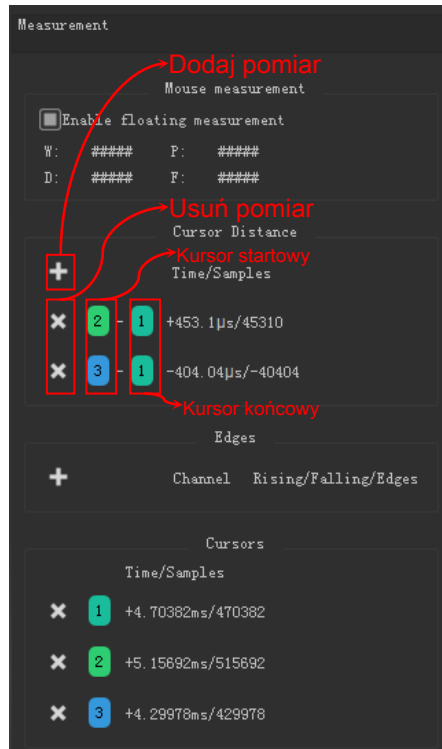 Measurement
Dodaj pomiar
Mouse measurement
Enable floating measurement
W: ##### P: #####
D: ##### F: #####
Usuń pomiar
Cursor Distance
Kursor startowy
Time/Samples
2 - 1 +453.1μs/45310
3 - 1 -404.04μs/-40404
Kursor końcowy
Edges
Channel Rising/Falling/Edges
Cursors
Time/Samples
1 +4.70382ms/470382
2 +5.15692ms/515692
3 +4.29978ms/429978